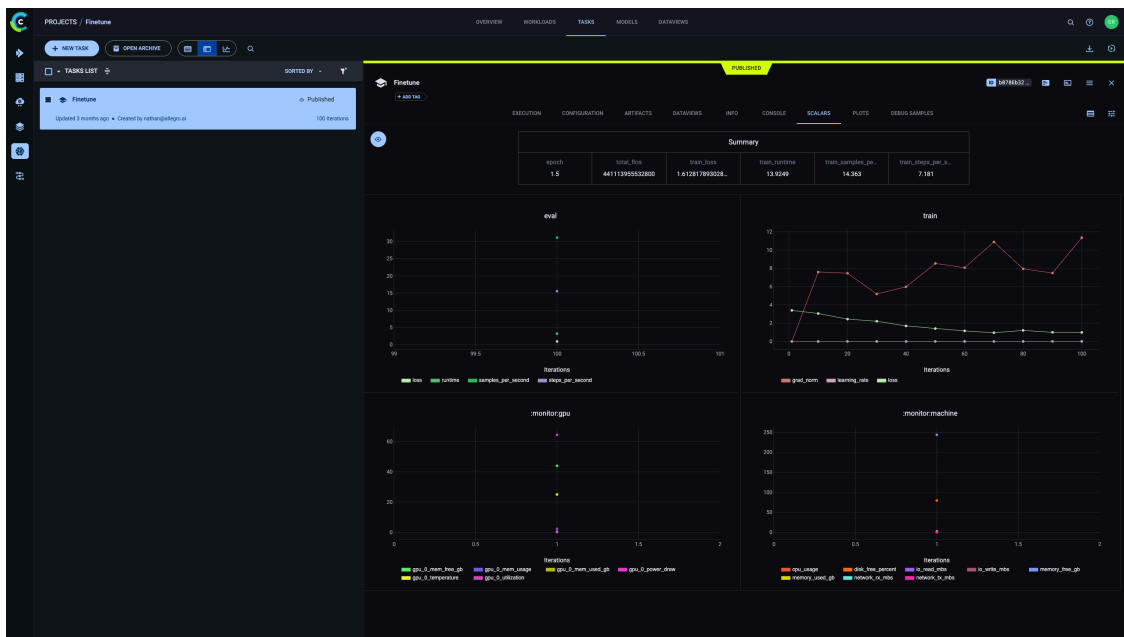 PROJECTS / Finetune
OVERVIEW WORKLOADS TASKS MODELS DATAVIEWS
+ NEW TASK
OPEN ARCHIVE
TASKS LIST
SORTED BY
Finetune
Published
Updated 3 months ago • Created by nathan@allegro.ai
100 Iterations
PUBLISHED
Finetune
+ ADD TAG
ID b0786b32...
EXECUTION CONFIGURATION ARTIFACTS DATAVIEWS INFO CONSOLE SCALARS PLOTS DEBUG SAMPLES
Summary
epoch total_flos train_loss train_runtime train_samples_pe... train_steps_per_s...
1.5 441113955532800 1.612817893028... 13.9249 14.363 7.181
eval
30
25
20
15
10
5
0
99 99.5 100 100.5 101
Iterations
loss runtime samples_per_second steps_per_second
train
12
10
8
6
4
2
0
0 20 40 60 80 100
Iterations
grad_norm learning_rate loss
:monitor:gpu
60
40
20
0
0 0.5 1 1.5 2
Iterations
gpu_0_mem_free_gb gpu_0_mem_usage gpu_0_mem_used_gb gpu_0_power_draw
gpu_0_temperature gpu_0_utilization
:monitor:machine
250
200
150
100
50
0
0 0.5 1 1.5 2
Iterations
cpu_usage disk_free_percent io_read_mbs io_write_mbs memory_free_gb
memory_used_gb network_rx_mbs network_tx_mbs